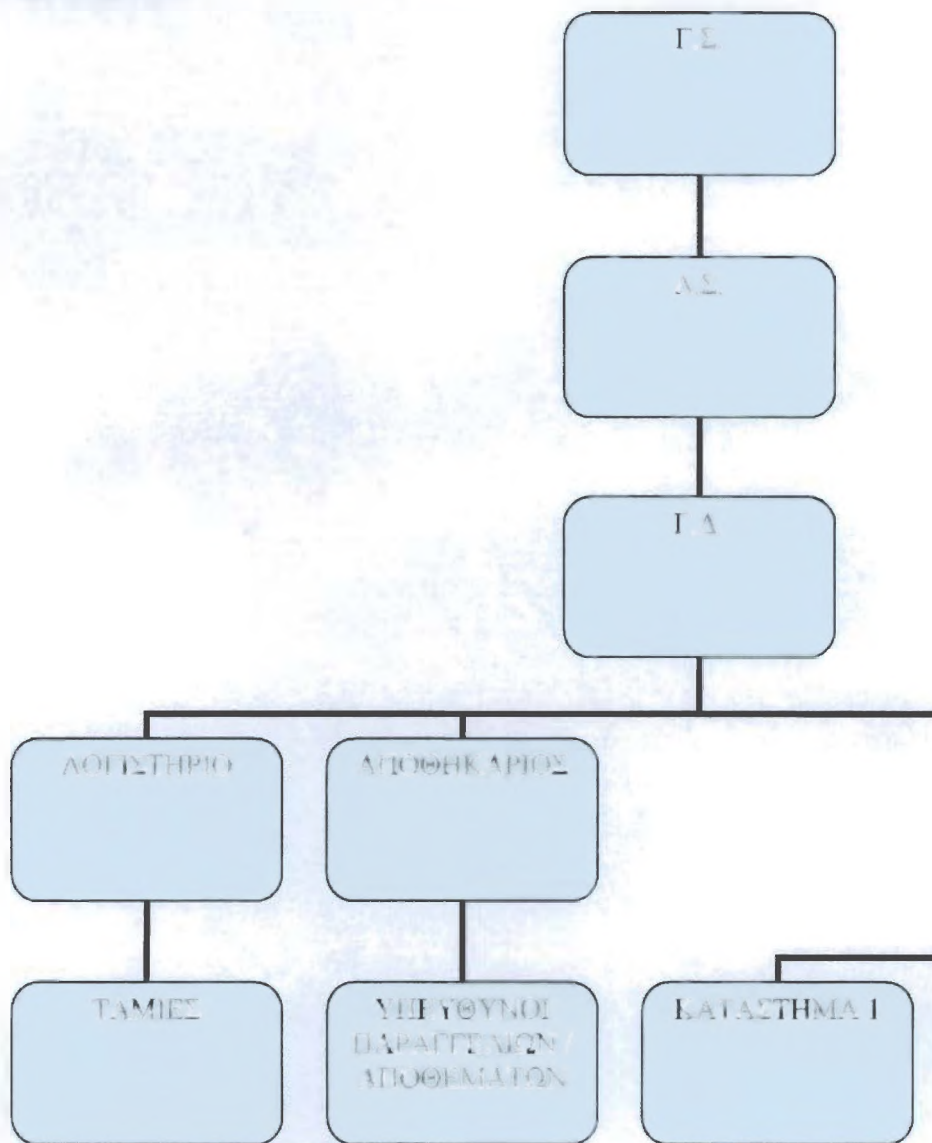 Γ.Σ.
Δ.Σ.
Γ.Δ
ΛΟΓΙΣΤΗΡΙΟ
ΑΠΟΘΗΚΑΡΙΟΣ
ΤΑΜΙΕΣ
ΥΠΕΥΘΥΝΟΙ
ΠΑΡΑΓΓΕΛΙΩΝ /
ΑΠΟΘΕΜΑΤΩΝ
ΚΑΤΑΣΤΗΜΑ 1